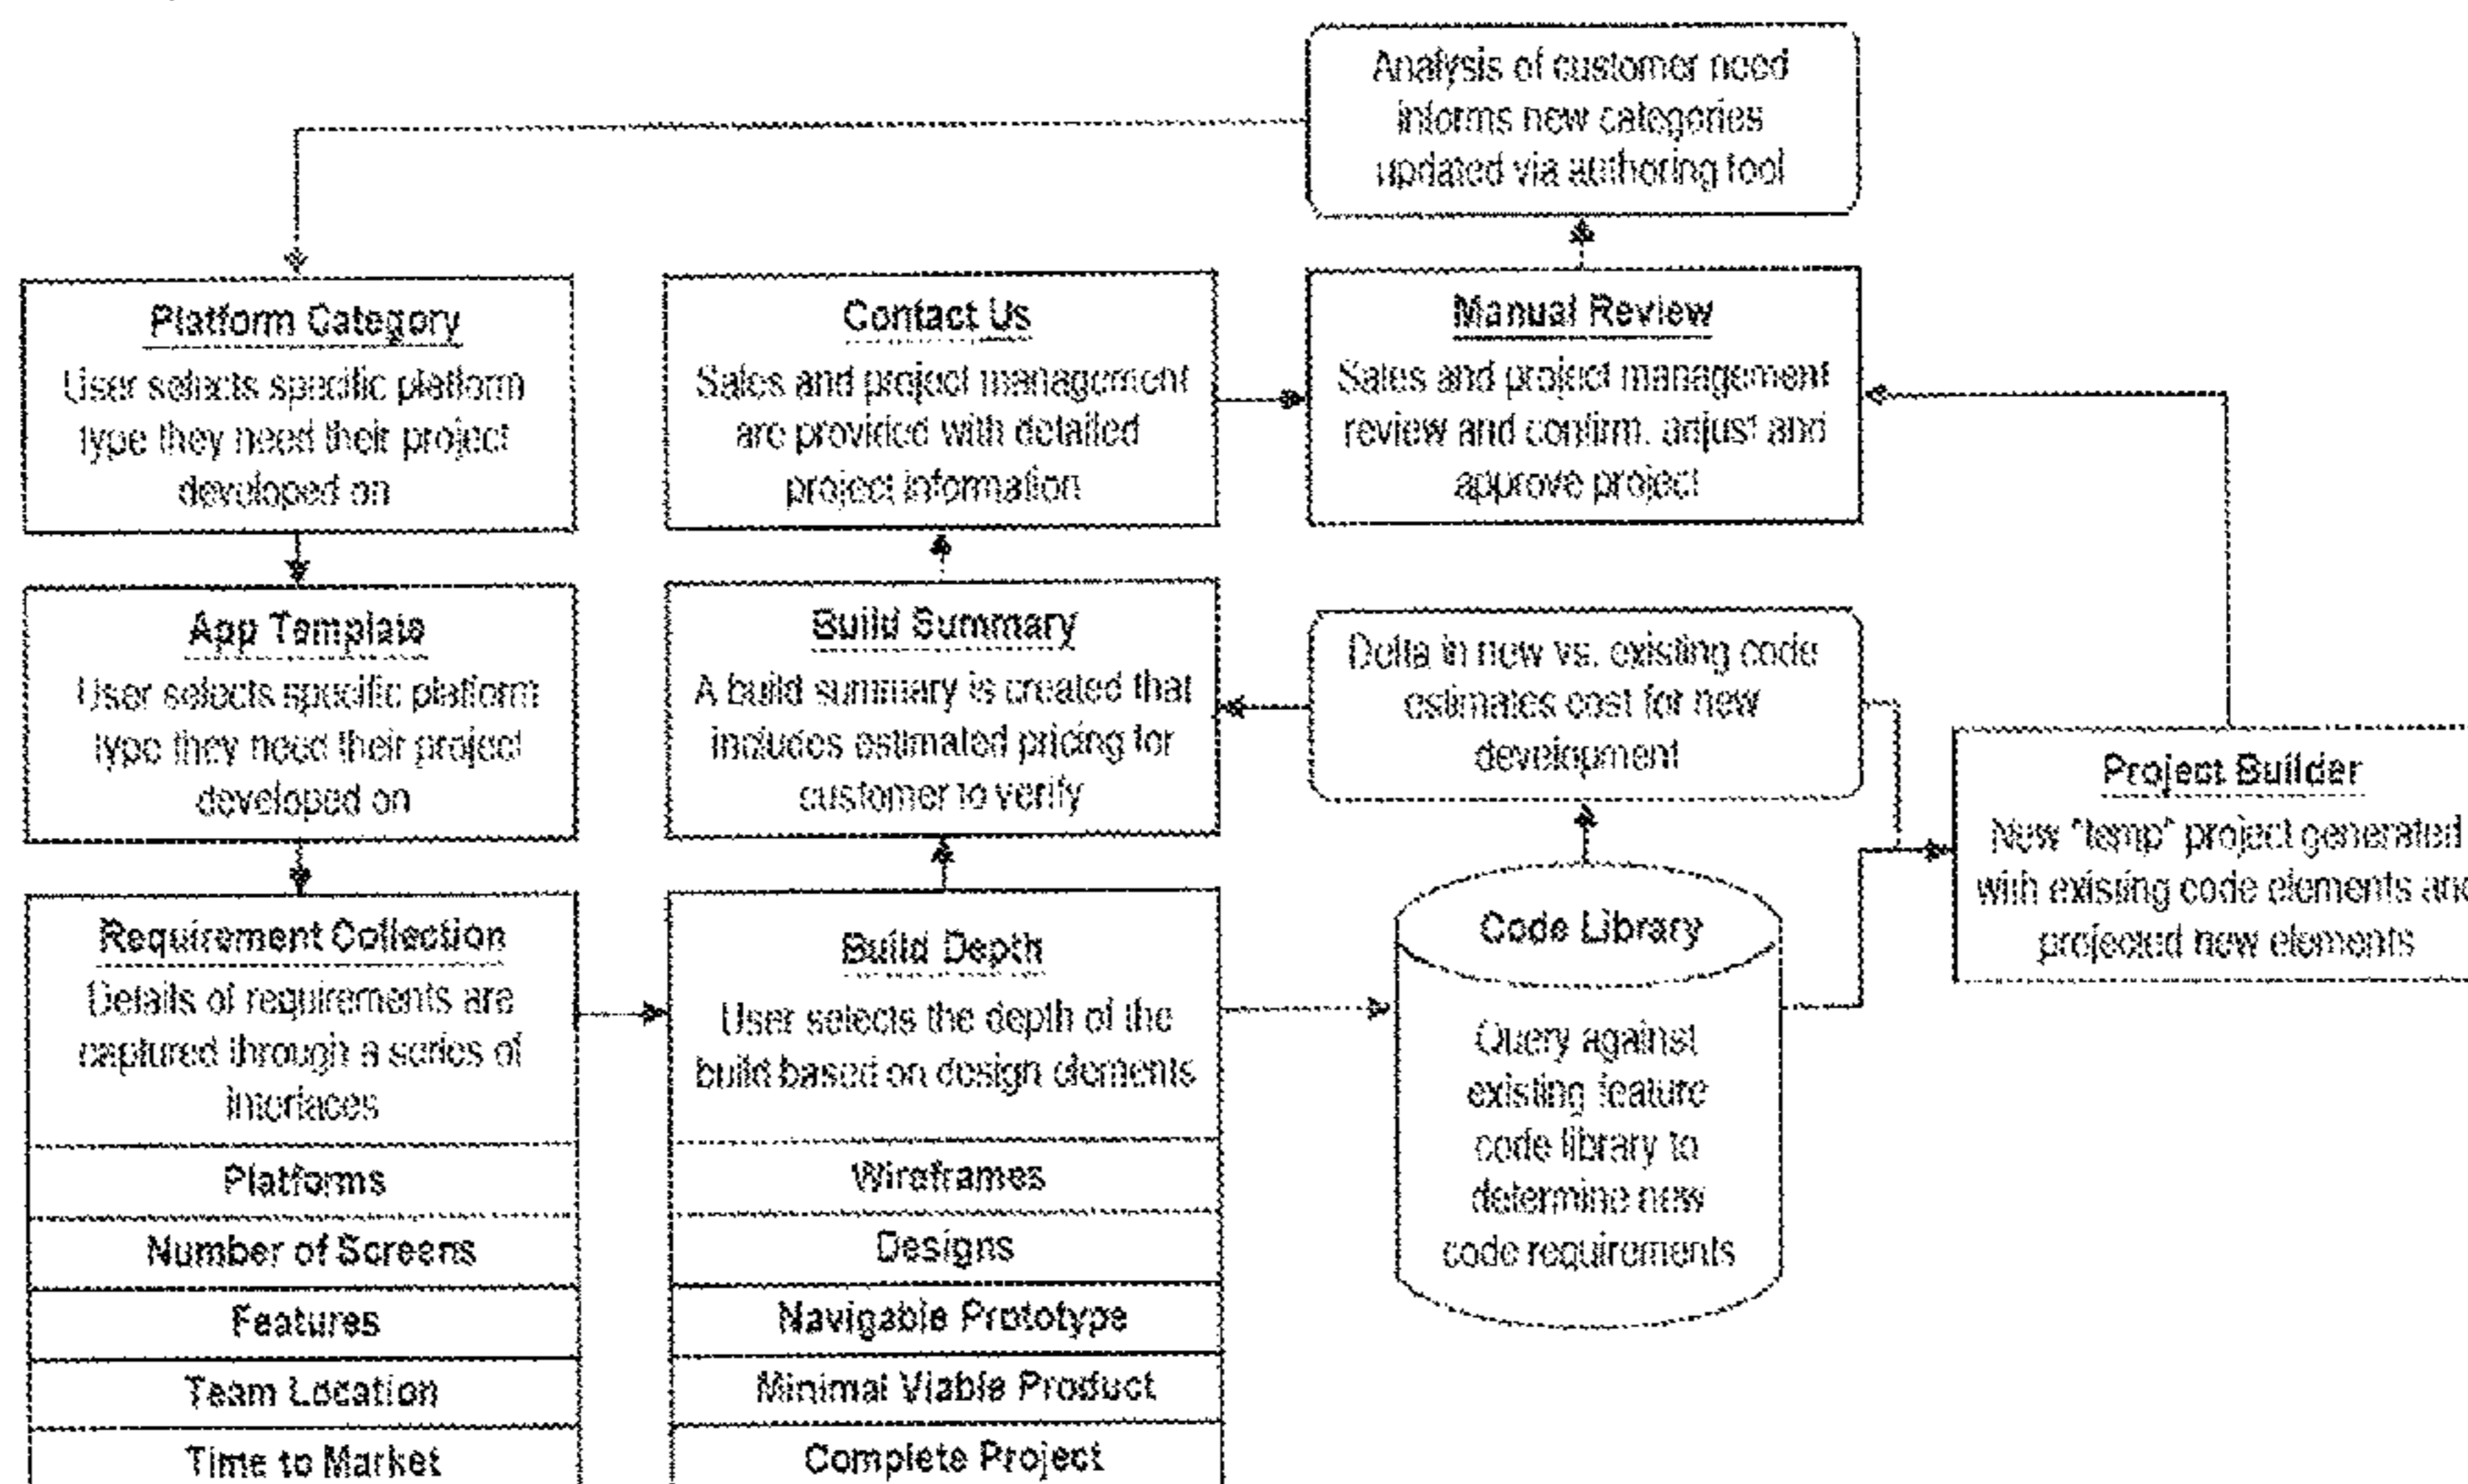 Analysis of customer need
informs new categories
updated via authoring tool
Platform Category
User selects specific platform
type they need their project
developed on
Contact Us
Sales and project management
are provided with detailed
project information
Manual Review
Sales and project management
review and confirm, adjust and
approve project
App Template
User selects specific platform
type they need their project
developed on
Build Summary
A build summary is created that
includes estimated pricing for
customer to verify
Delta in new vs. existing code
estimates cost for new
development
Project Builder
New "temp" project generated
with existing code elements and
projected new elements
Requirement Collection
Details of requirements are
captured through a series of
interfaces
Platforms
Number of Screens
Features
Team Location
Time to Market
Build Depth
User selects the depth of the
build based on design elements
Wireframes
Designs
Navigable Prototype
Minimal Viable Product
Complete Project
Code Library
Query against
existing feature
code library to
determine new
code requirements